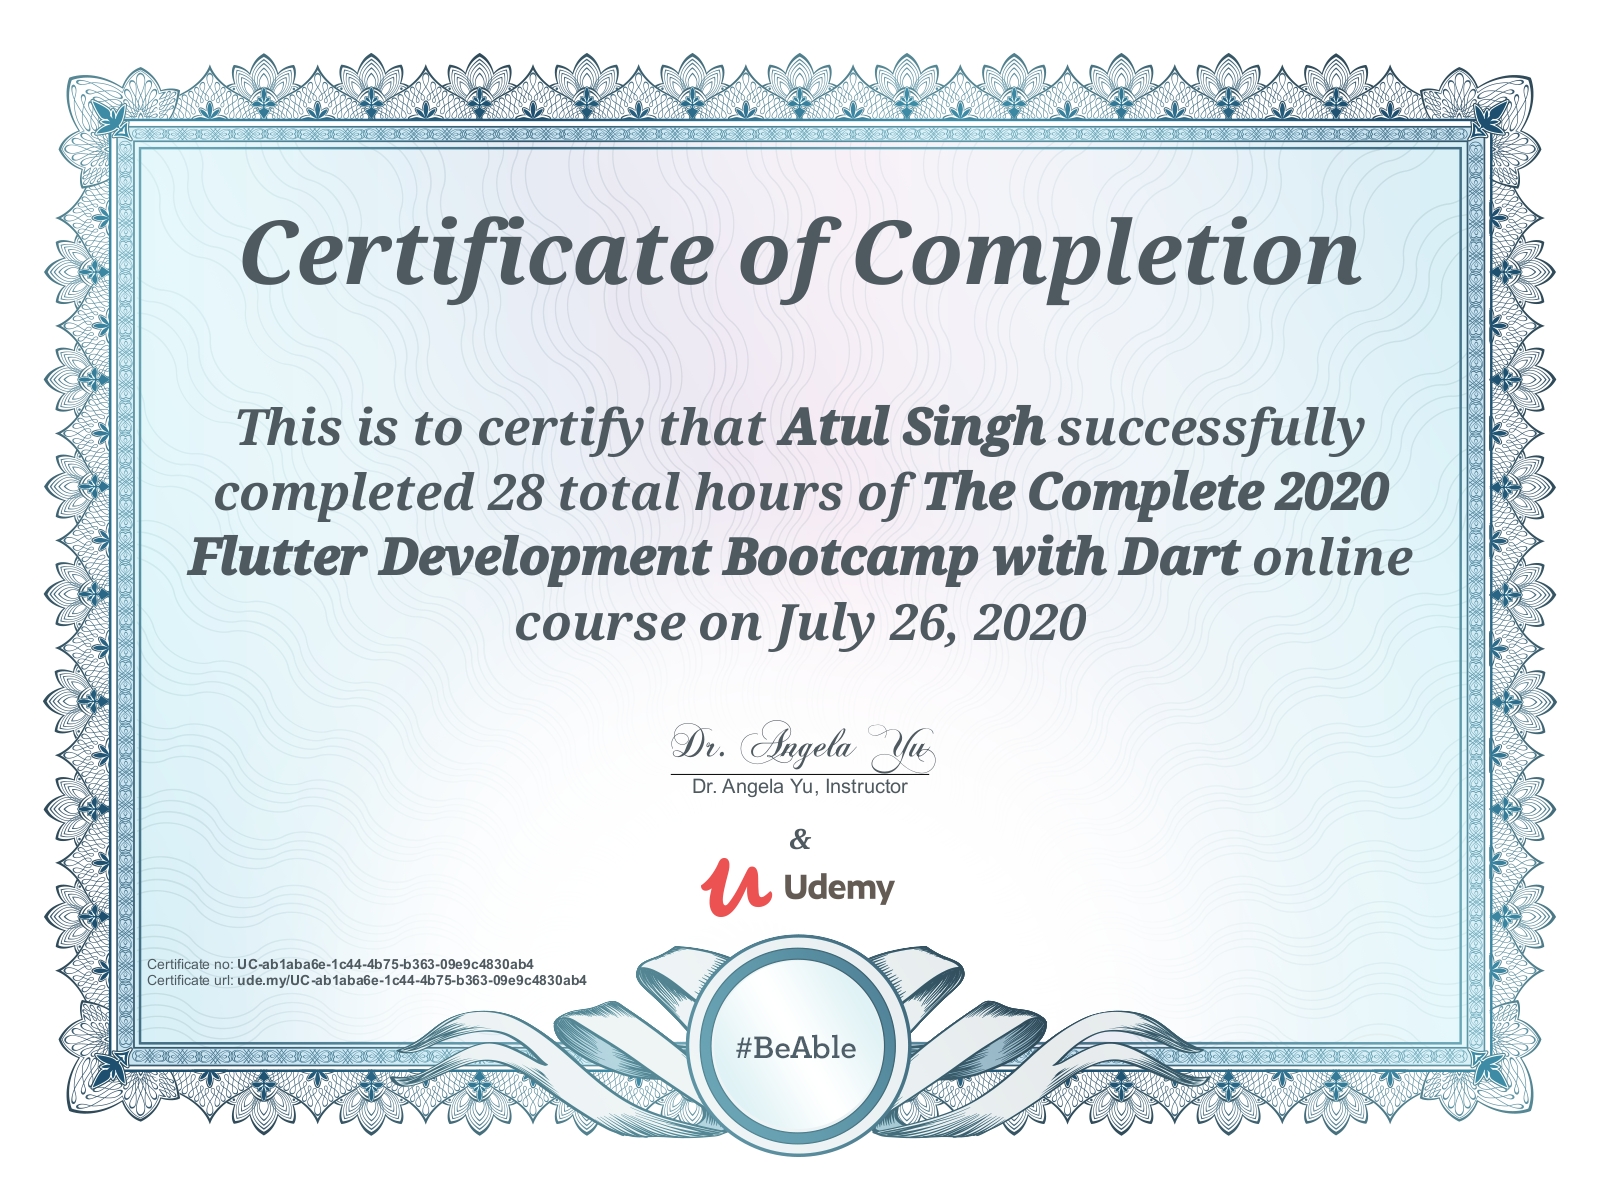 Certificate of Completion
This is to certify that Atul Singh successfully
completed 28 total hours of The Complete 2020
Flutter Development Bootcamp with Dart online
course on July 26, 2020
Dr. Angela Yu
Dr. Angela Yu, Instructor
&
Udemy
Certificate no: UC-ab1aba6e-1c44-4b75-b363-09e9c4830ab4
Certificate url: ude.my/UC-ab1aba6e-1c44-4b75-b363-09e9c4830ab4
#BeAble